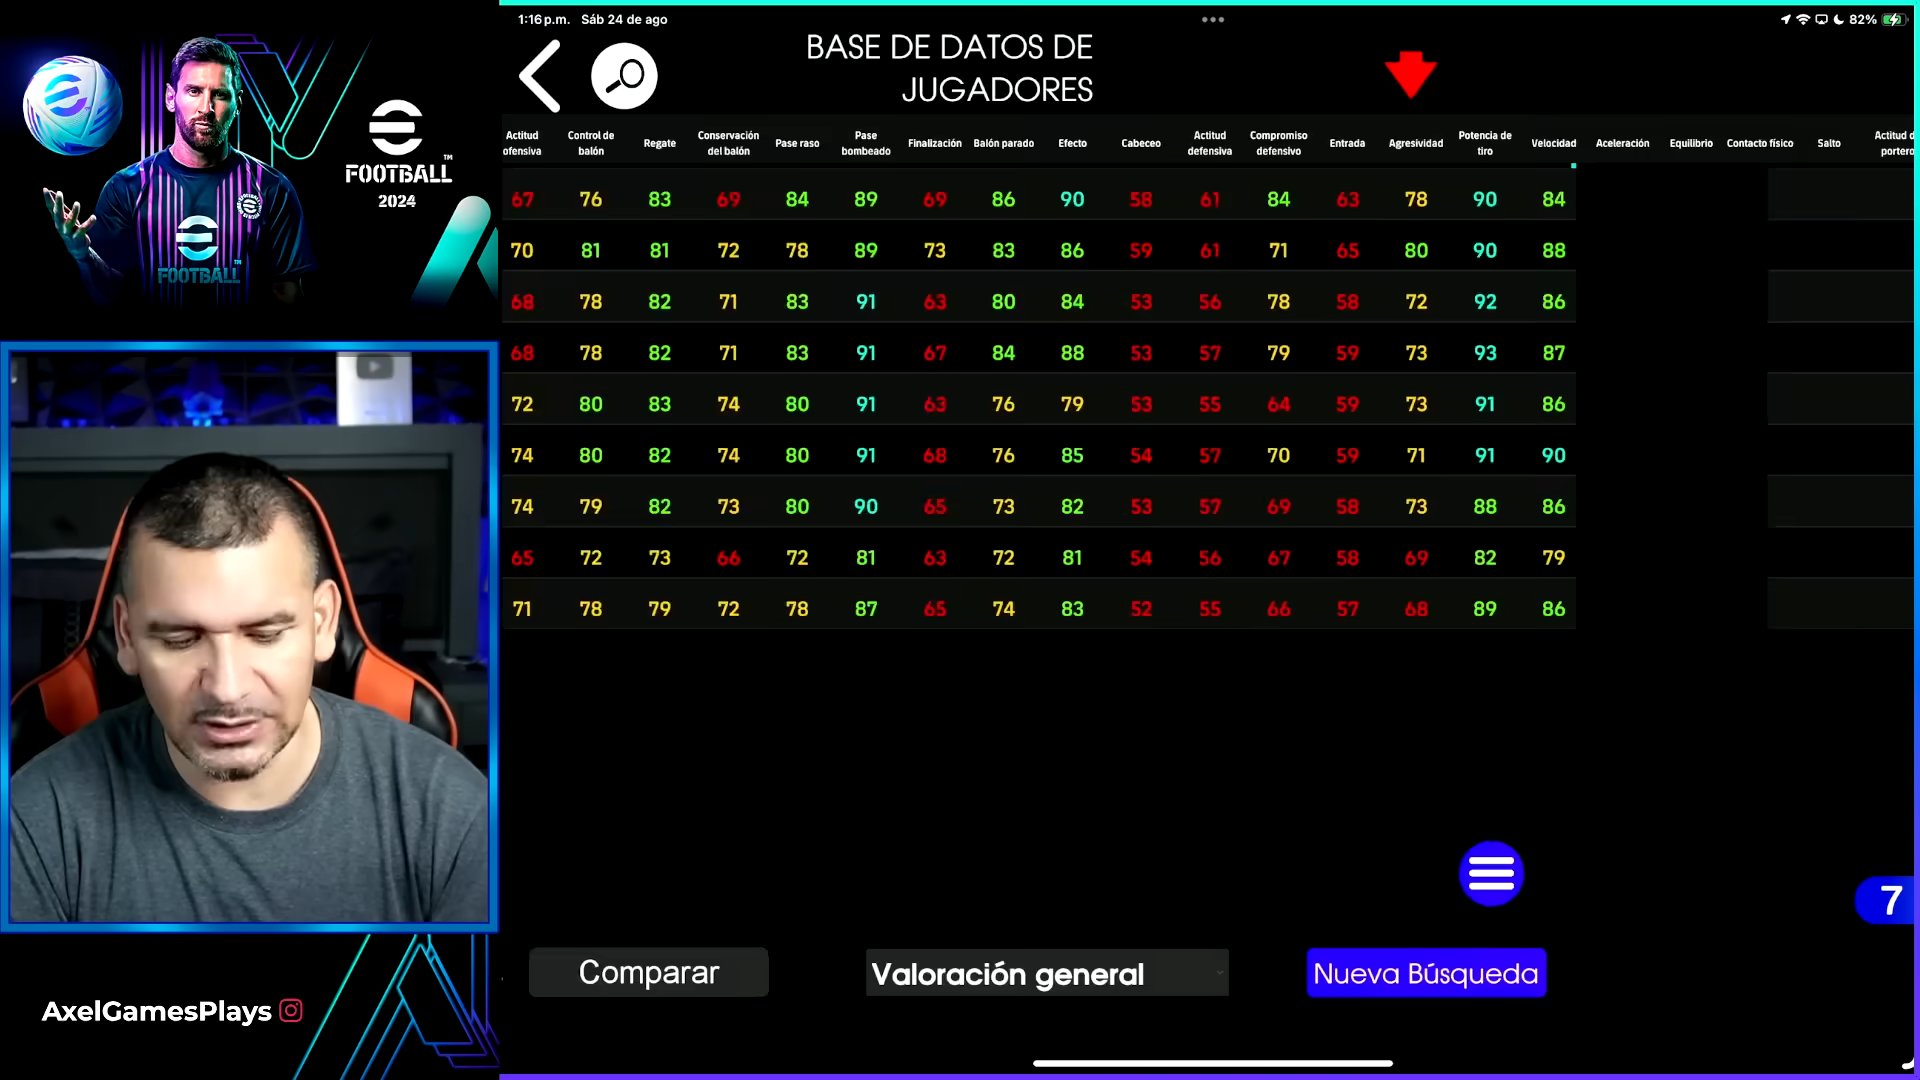 1:16 p.m. Sáb 24 de ago
82%
BASE DE DATOS DE
JUGADORES
FOOTBALL™
2024
FOOTBALL™
Actitud ofensiva Control de balón Regate Conservación del balón Pase raso Pase bombeado Finalización Balón parado Efecto Cabeceo Actitud defensiva Compromiso defensivo Entrada Agresividad Potencia de tiro Velocidad Aceleración Equilibrio Contacto físico Salto Actitud d portero
67 76 83 69 84 89 69 86 90 58 61 84 63 78 90 84
70 81 81 72 78 89 73 83 86 59 61 71 65 80 90 88
68 78 82 71 83 91 63 80 84 53 56 78 58 72 92 86
68 78 82 71 83 91 67 84 88 53 57 79 59 73 93 87
72 80 83 74 80 91 63 76 79 53 55 64 59 73 91 86
74 80 82 74 80 91 68 76 85 54 57 70 59 71 91 90
74 79 82 73 80 90 65 73 82 53 57 69 58 73 88 86
65 72 73 66 72 81 63 72 81 54 56 67 58 69 82 79
71 78 79 72 78 87 65 74 83 52 55 66 57 68 89 86
7
Comparar
Valoración general
Nueva Búsqueda
AxelGamesPlays